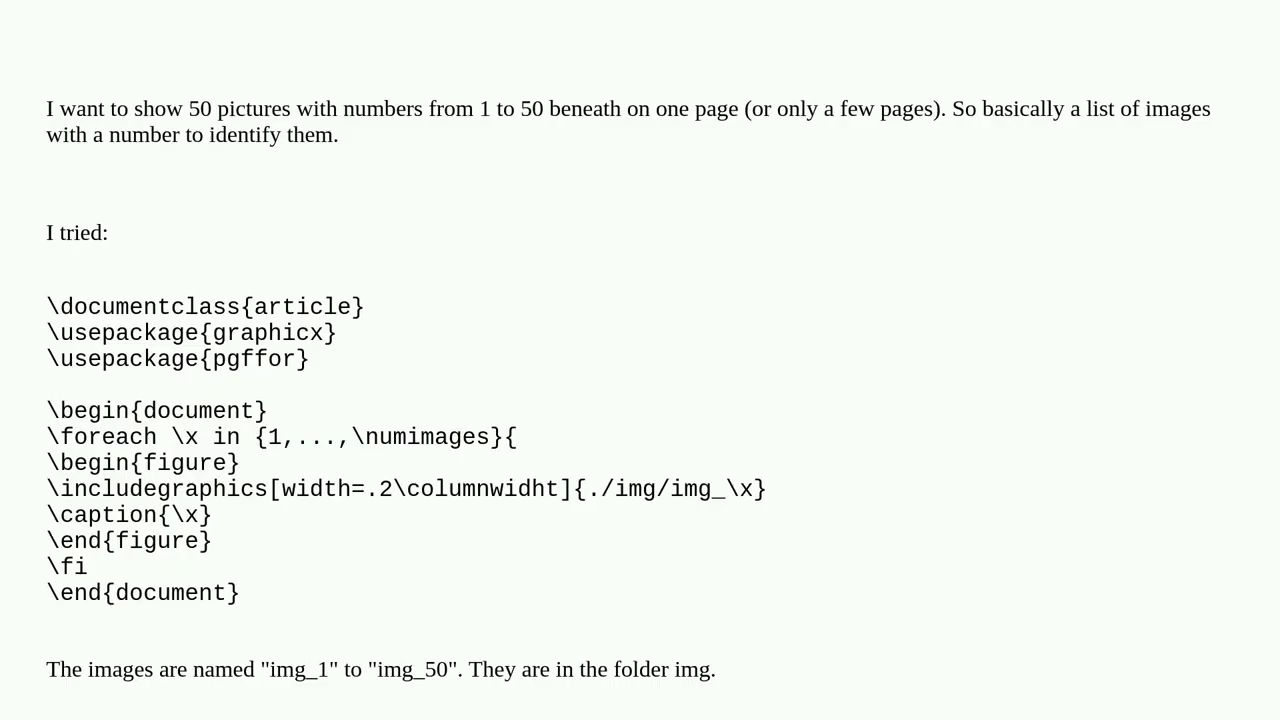 I want to show 50 pictures with numbers from 1 to 50 beneath on one page (or only a few pages). So basically a list of images
with a number to identify them.
I tried:
\documentclass{article}
\usepackage{graphicx}
\usepackage{pgffor}
\begin{document}
\foreach \x in {1,...,\numimages}{
\begin{figure}
\includegraphics[width=.2\columnwidht]{./img/img_\x}
\caption{\x}
\end{figure}
\fi
\end{document}
The images are named "img_1" to "img_50". They are in the folder img.